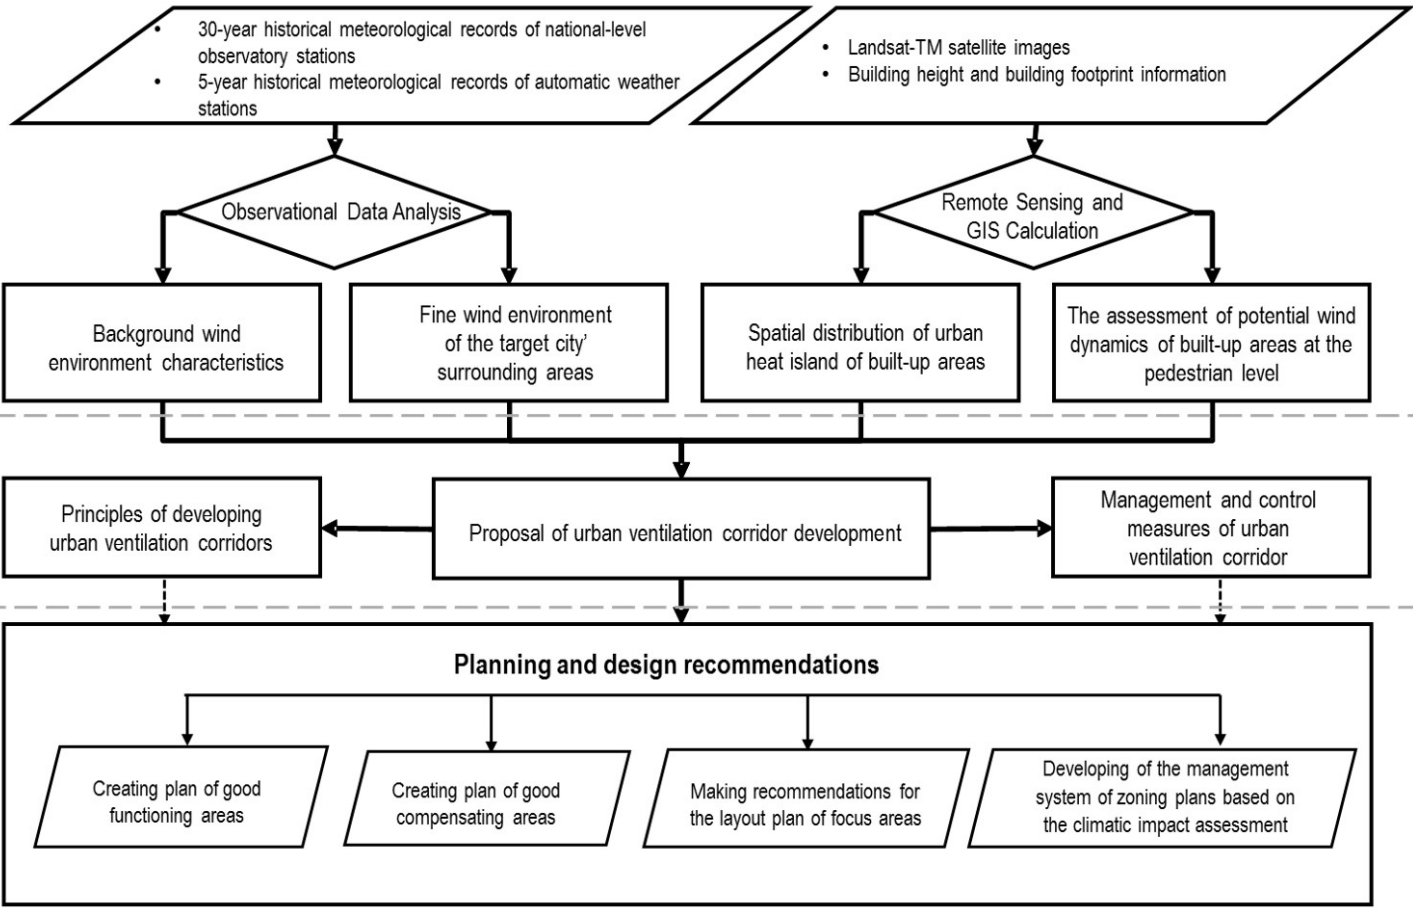 • 30-year historical meteorological records of national-level
observatory stations
• 5-year historical meteorological records of automatic weather
stations
• Landsat-TM satellite images
• Building height and building footprint information
Observational Data Analysis
Remote Sensing and
GIS Calculation
Background wind
environment characteristics
Fine wind environment
of the target city'
surrounding areas
Spatial distribution of urban
heat island of built-up areas
The assessment of potential wind
dynamics of built-up areas at the
pedestrian level
Principles of developing
urban ventilation corridors
Proposal of urban ventilation corridor development
Management and control
measures of urban
ventilation corridor
Planning and design recommendations
Creating plan of good
functioning areas
Creating plan of good
compensating areas
Making recommendations for
the layout plan of focus areas
Developing of the management
system of zoning plans based on
the climatic impact assessment